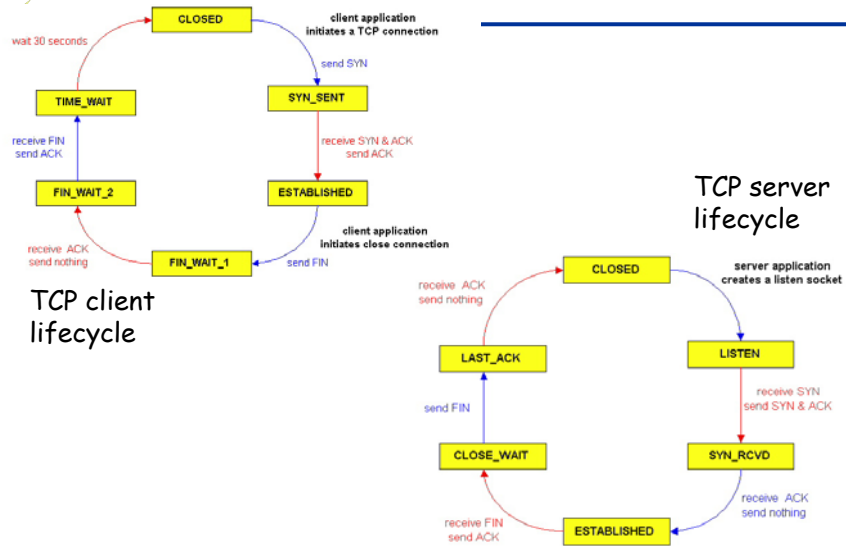 CLOSED
client application
initiates a TCP connection
wait 30 seconds
send SYN
TIME_WAIT
SYN_SENT
receive FIN
send ACK
receive SYN & ACK
send ACK
FIN_WAIT_2
ESTABLISHED
client application
initiates close connection
receive ACK
send nothing
send FIN
FIN_WAIT_1
TCP client
lifecycle
TCP server
lifecycle
CLOSED
server application
creates a listen socket
receive ACK
send nothing
LAST_ACK
LISTEN
receive SYN
send SYN & ACK
send FIN
CLOSE_WAIT
SYN_RCVD
receive ACK
send nothing
receive FIN
send ACK
ESTABLISHED